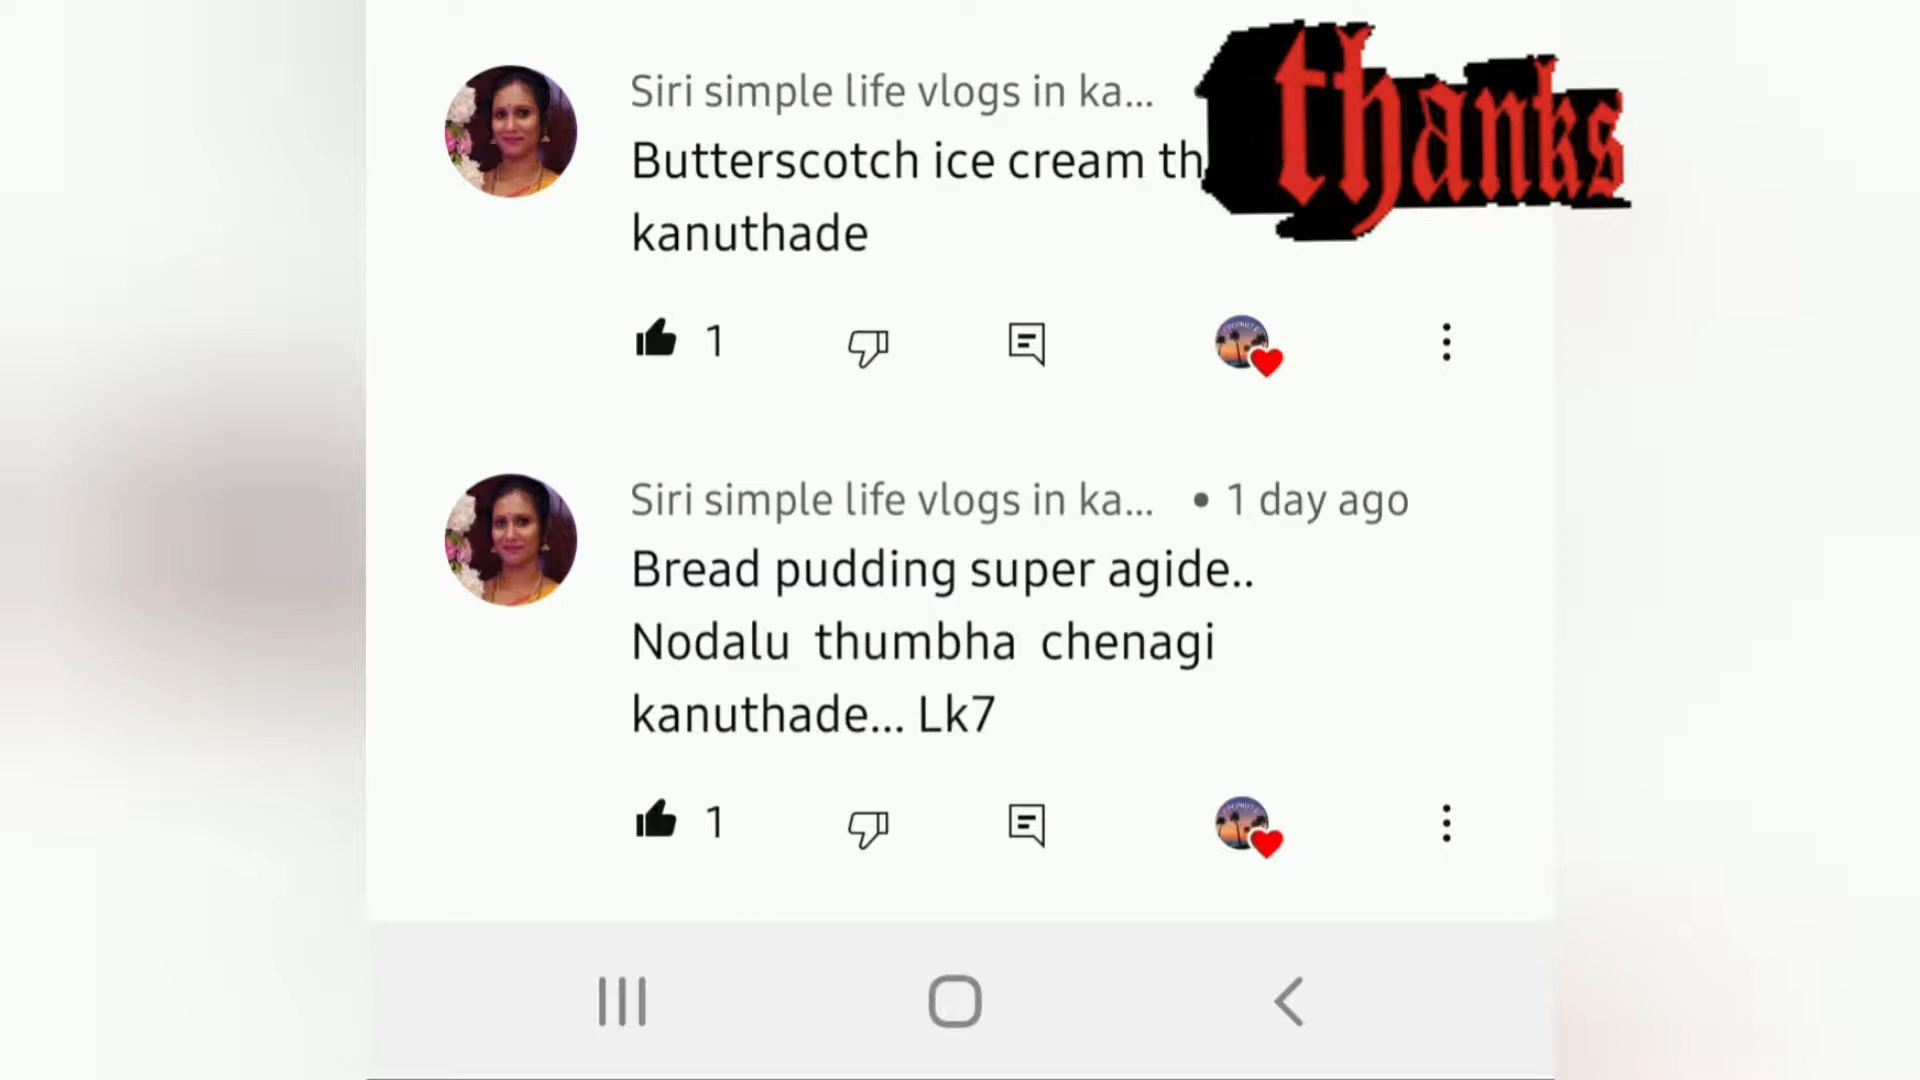 Siri simple life vlogs in ka...
thanks
Butterscotch ice cream
kanuthade
1
Siri simple life vlogs in ka... • 1 day ago
Bread pudding super agide..
Nodalu thumbha chenagi
kanuthade... Lk7
1